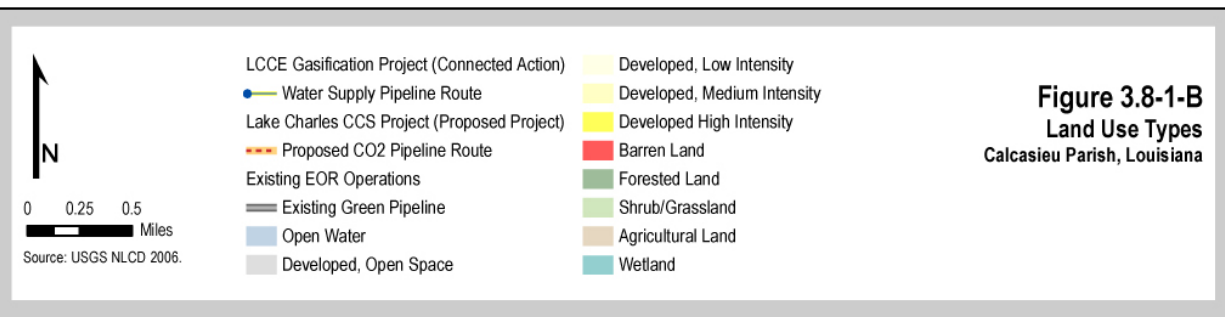 N
0 0.25 0.5
Miles
Source: USGS NLCD 2006.
LCCE Gasification Project (Connected Action)
Water Supply Pipeline Route
Lake Charles CCS Project (Proposed Project)
Proposed CO2 Pipeline Route
Existing EOR Operations
Existing Green Pipeline
Open Water
Developed, Open Space
Developed, Low Intensity
Developed, Medium Intensity
Developed High Intensity
Barren Land
Forested Land
Shrub/Grassland
Agricultural Land
Wetland
Figure 3.8-1-B
Land Use Types
Calcasieu Parish, Louisiana